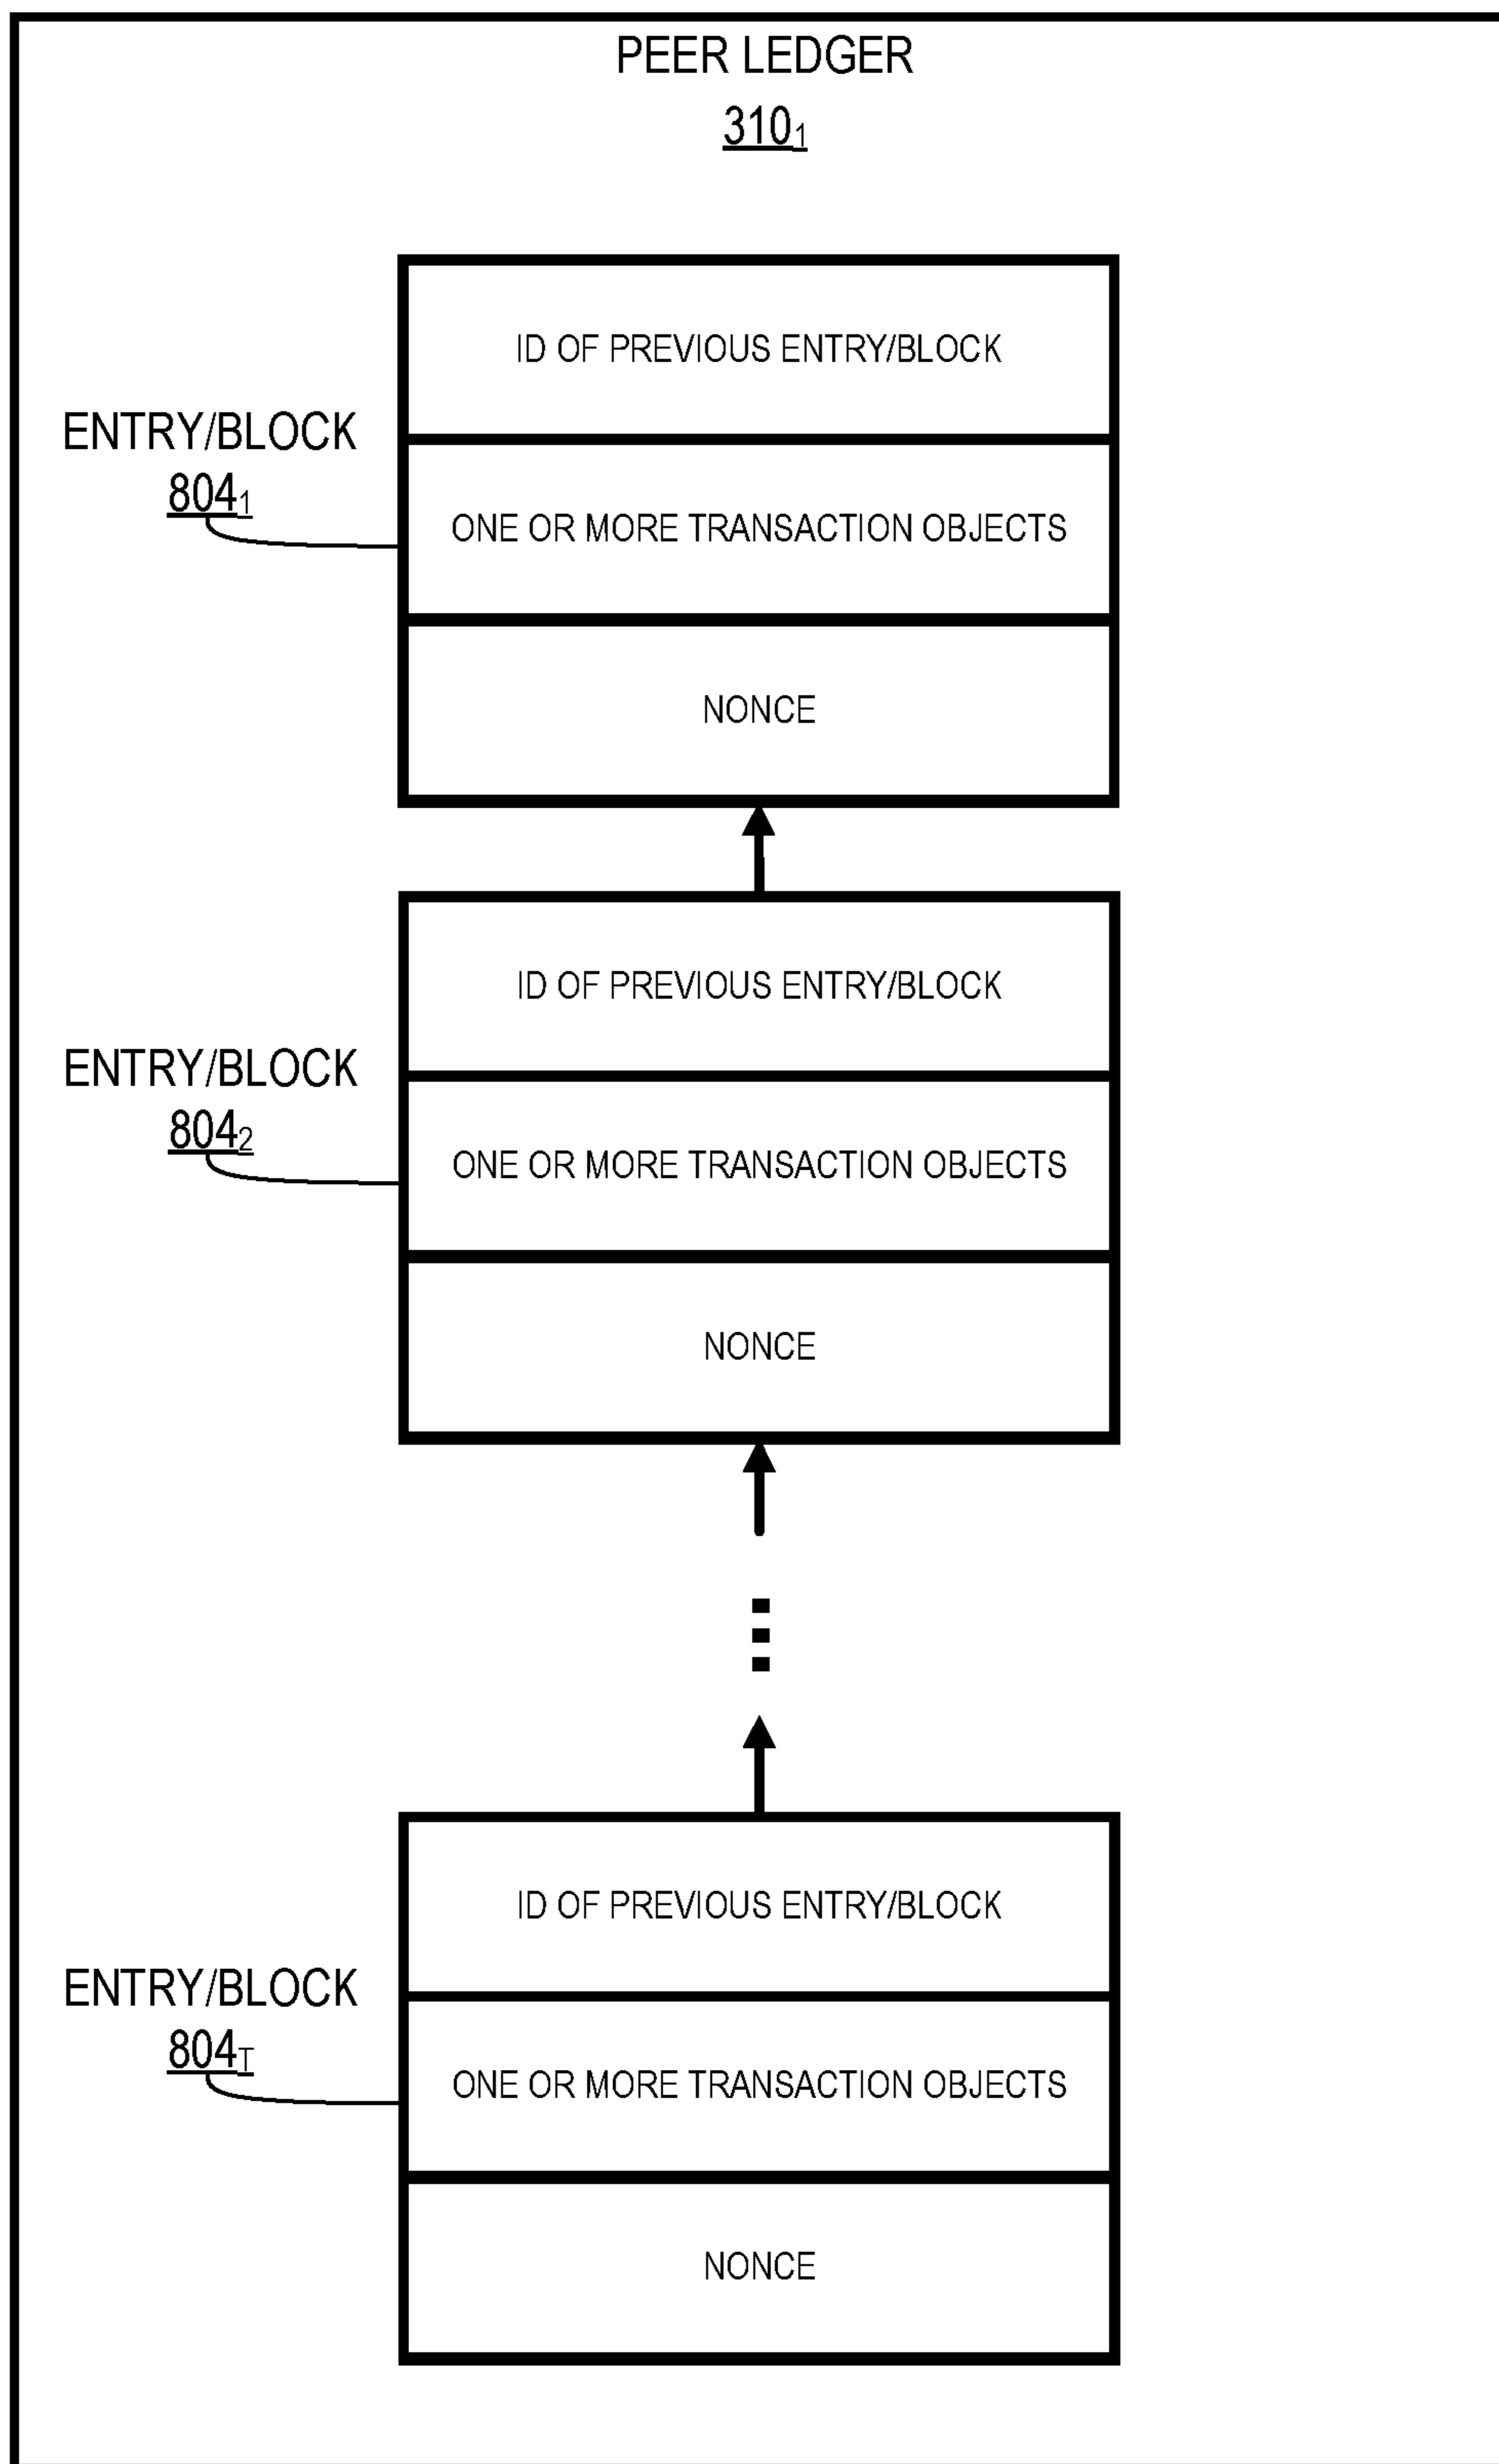 PEER LEDGER
310₁
ID OF PREVIOUS ENTRY/BLOCK
ENTRY/BLOCK
804₁
ONE OR MORE TRANSACTION OBJECTS
NONCE
ID OF PREVIOUS ENTRY/BLOCK
ENTRY/BLOCK
804₂
ONE OR MORE TRANSACTION OBJECTS
NONCE
ID OF PREVIOUS ENTRY/BLOCK
ENTRY/BLOCK
804T
ONE OR MORE TRANSACTION OBJECTS
NONCE